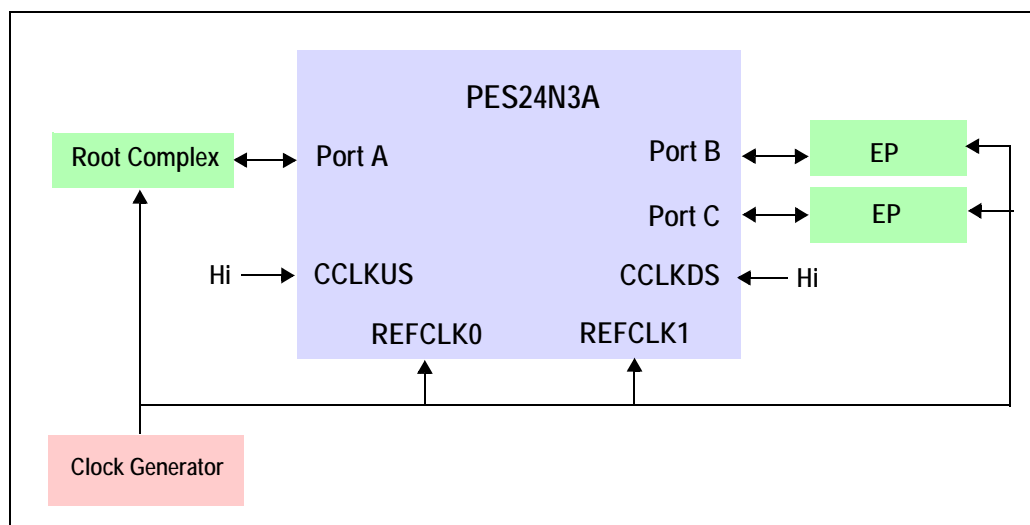 PES24N3A
Root Complex
Port A
Port B
EP
Port C
EP
Hi
CCLKUS
CCLKDS
Hi
REFCLK0
REFCLK1
Clock Generator